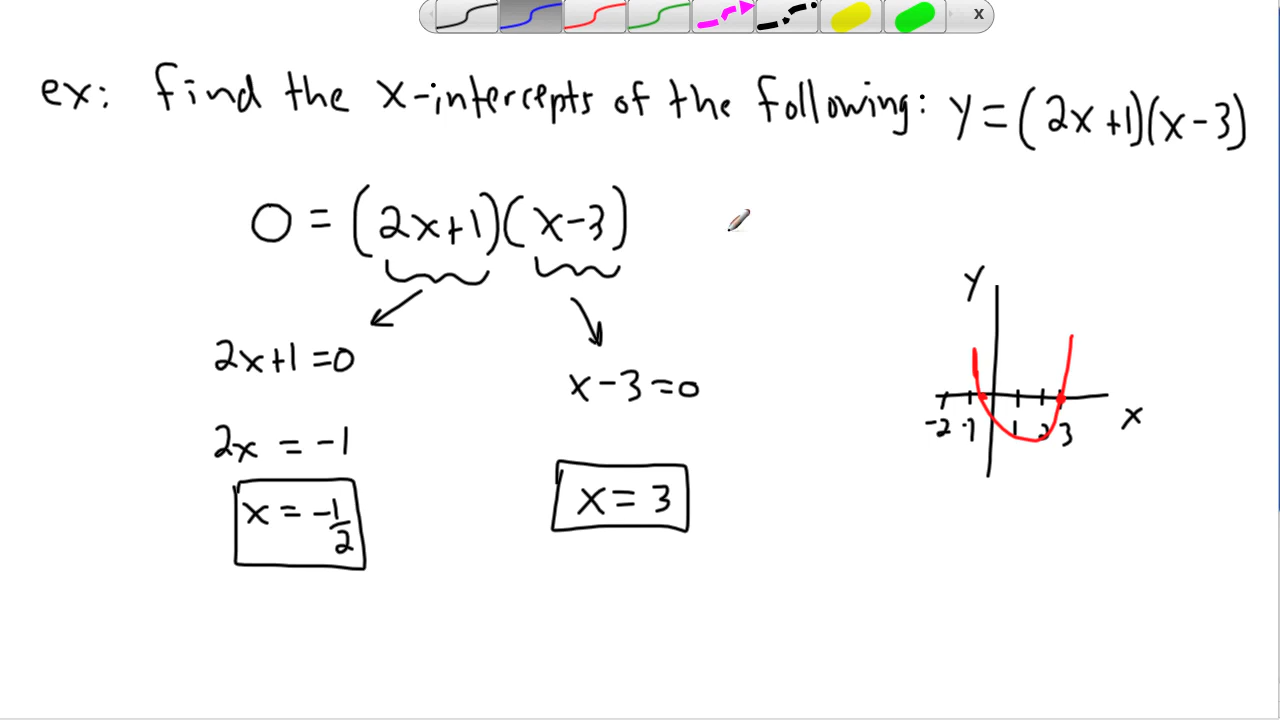 x
ex: find the x-intercepts of the following: y=(2x+1)(x-3)
0 = (2x+1)(x-3)
2x+1=0
2x = -1
x = -1/2
x-3=0
x = 3
y
x
-2 -1 1 2 3